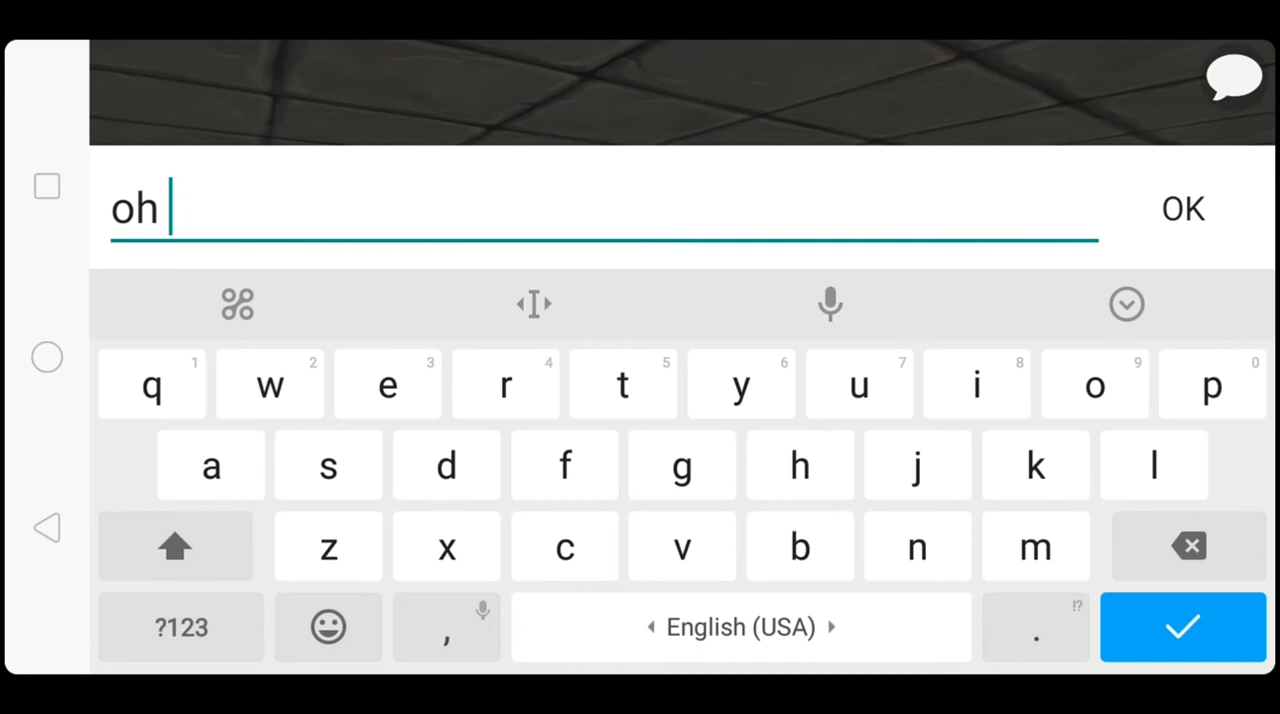 oh
OK
1 2 3 4 5 6 7 8 9 0
q w e r t y u i o p
a s d f g h j k l
z x c v b n m
!?
?123 , English (USA) .